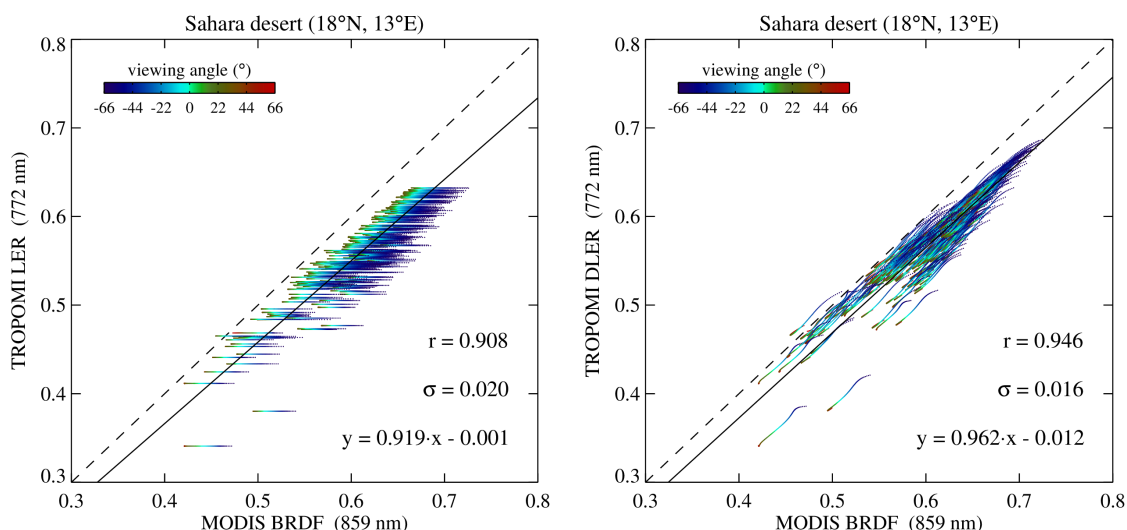 Sahara desert (18°N, 13°E)
0.8
0.7
0.6
0.5
0.4
0.3
TROPOMI LER (772 nm)
viewing angle (°)
-66 -44 -22 0 22 44 66
r = 0.908
σ = 0.020
y = 0.919·x - 0.001
0.3 0.4 0.5 0.6 0.7 0.8
MODIS BRDF (859 nm)
Sahara desert (18°N, 13°E)
0.8
0.7
0.6
0.5
0.4
0.3
TROPOMI DLER (772 nm)
viewing angle (°)
-66 -44 -22 0 22 44 66
r = 0.946
σ = 0.016
y = 0.962·x - 0.012
0.3 0.4 0.5 0.6 0.7 0.8
MODIS BRDF (859 nm)